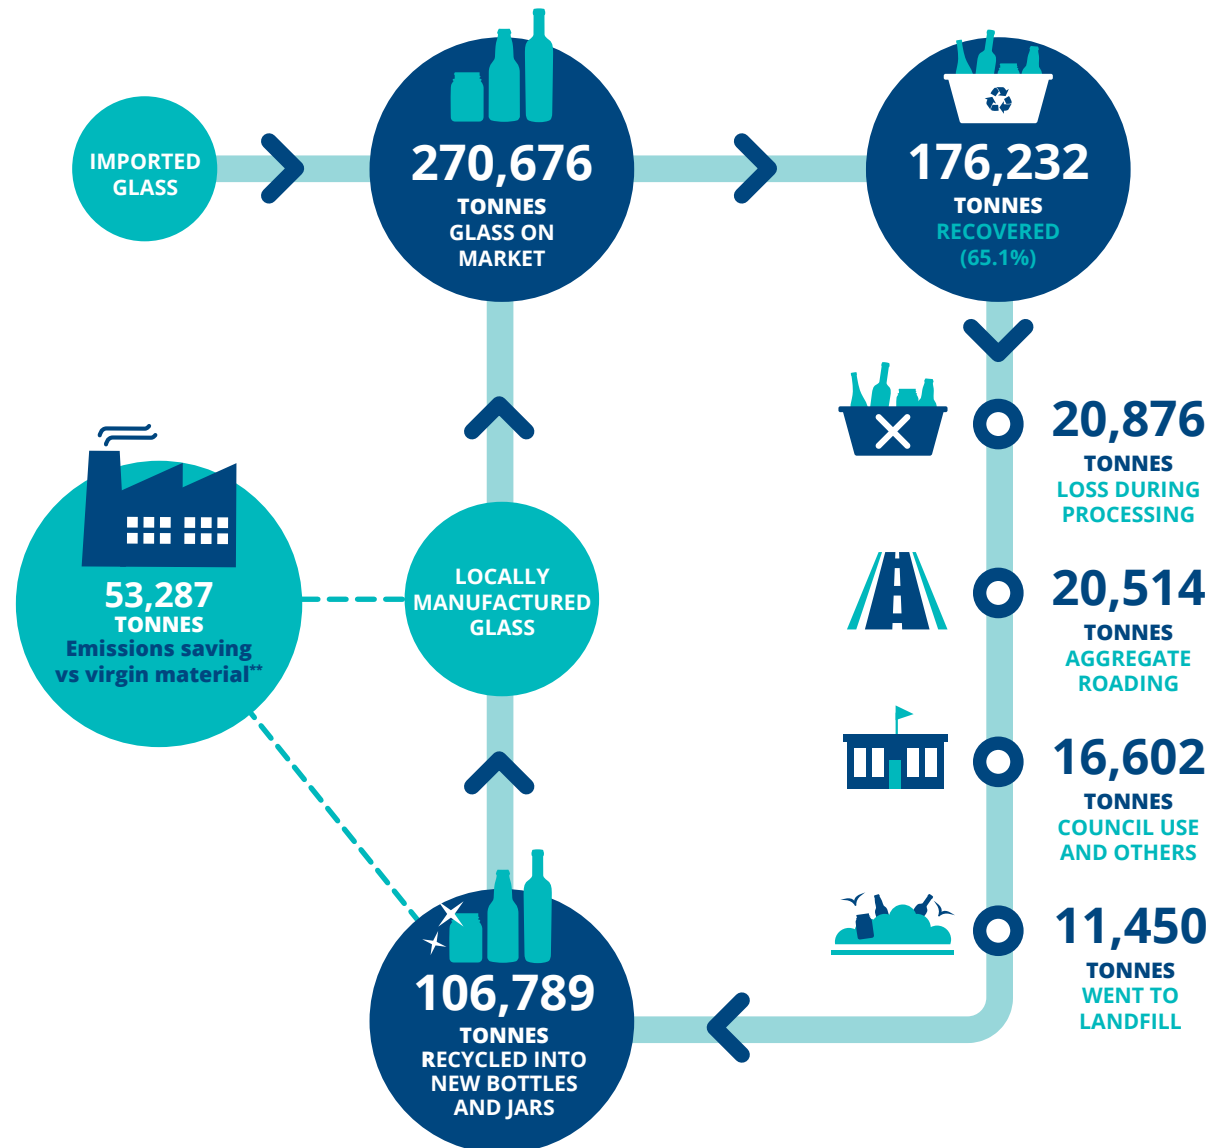 IMPORTED
GLASS
270,676
TONNES
GLASS ON
MARKET
176,232
TONNES
RECOVERED
(65.1%)
20,876
TONNES
LOSS DURING
PROCESSING
20,514
TONNES
AGGREGATE
ROADING
16,602
TONNES
COUNCIL USE
AND OTHERS
11,450
TONNES
WENT TO
LANDFILL
106,789
TONNES
RECYCLED INTO
NEW BOTTLES
AND JARS
LOCALLY
MANUFACTURED
GLASS
53,287
TONNES
Emissions saving
vs virgin material**